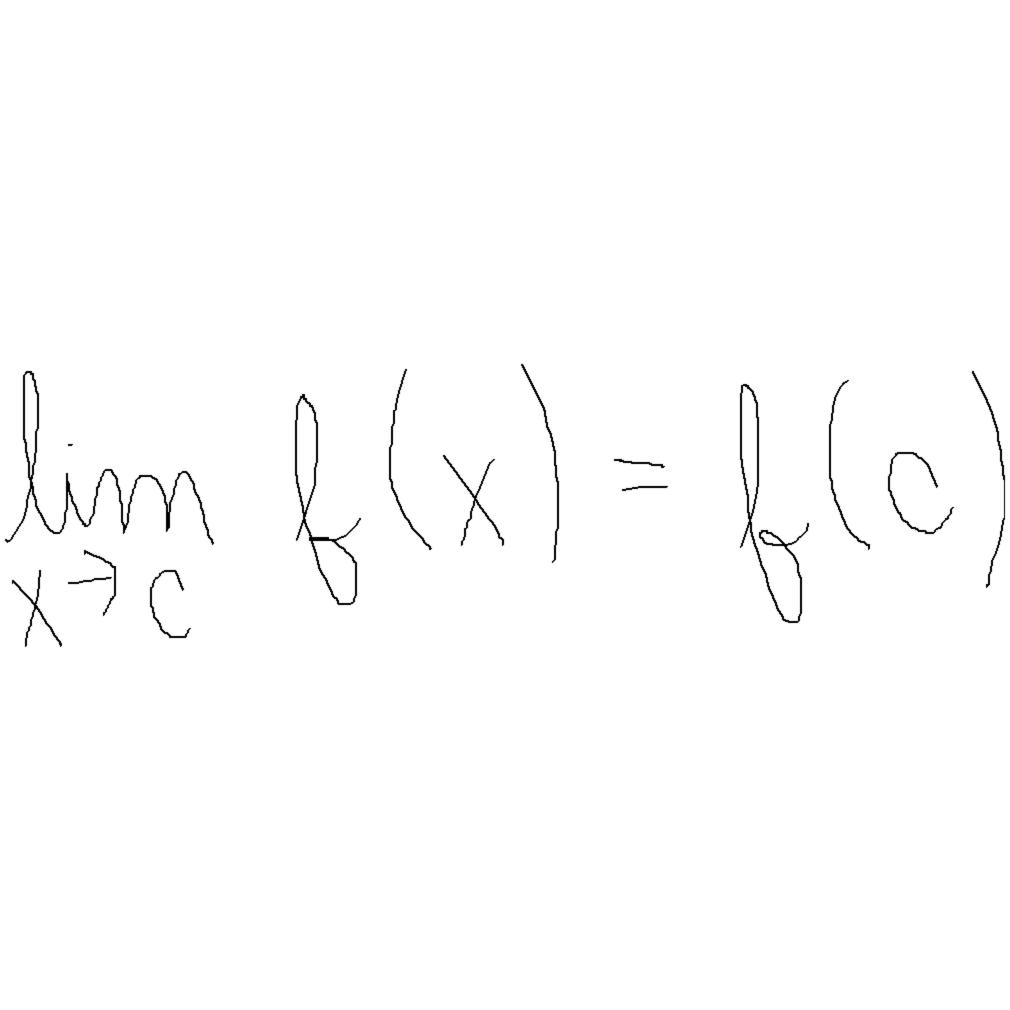 lim f(x) = f(c)
x→c